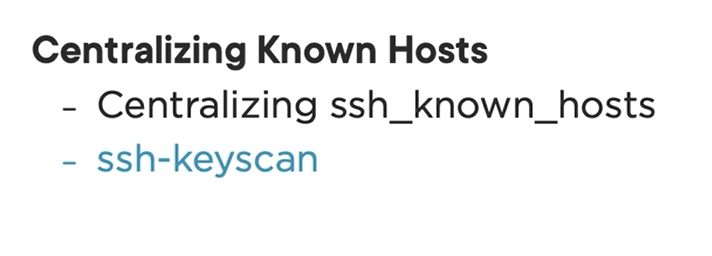 Centralizing Known Hosts
– Centralizing ssh_known_hosts
– ssh-keyscan